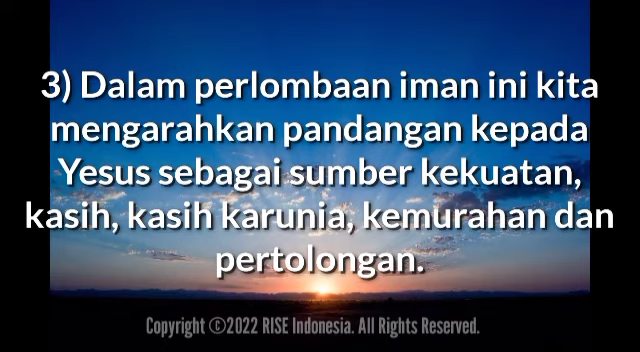 3) Dalam perlombaan iman ini kita
mengarahkan pandangan kepada
Yesus sebagai sumber kekuatan,
kasih, kasih karunia, kemurahan dan
pertolongan.
Copyright ©2022 RISE Indonesia. All Rights Reserved.